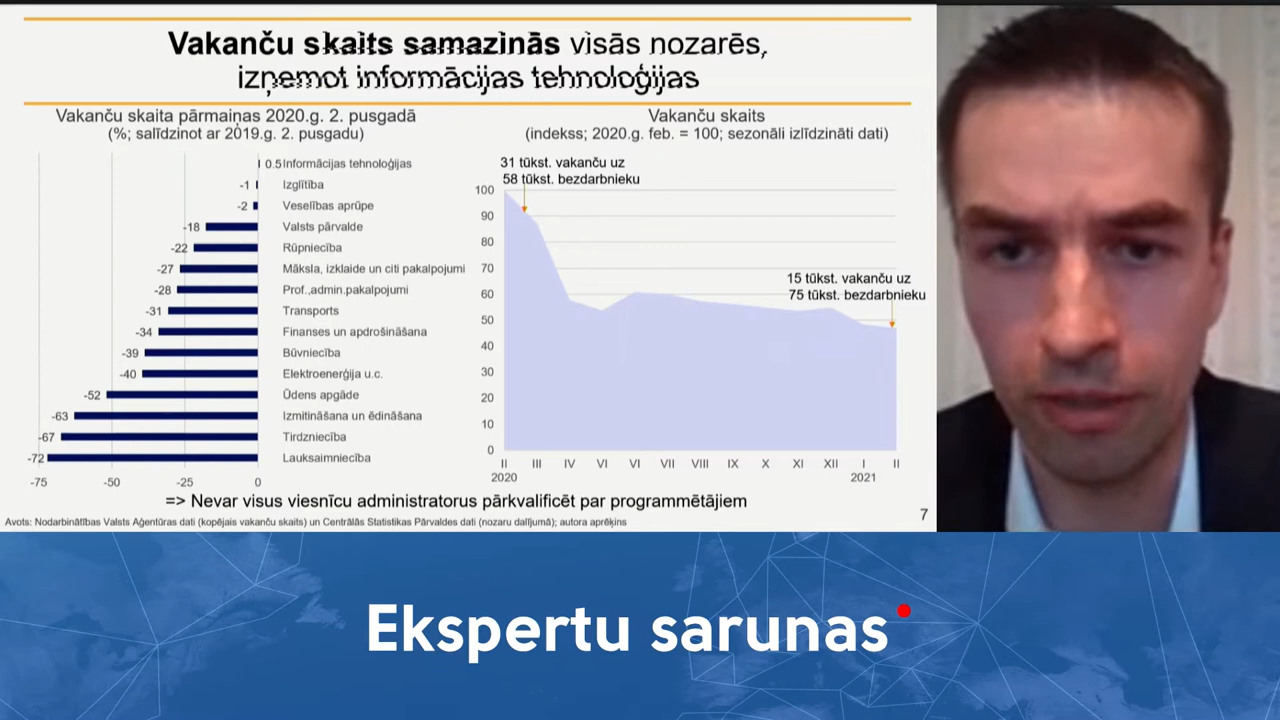 Vakanču skaits samazinās visās nozarēs,
izņemot informācijas tehnoloģijas
Vakanču skaita pārmaiņas 2020.g. 2. pusgadā
(%; salīdzinot ar 2019.g. 2. pusgadu)
0.5 Informācijas tehnoloģijas
-1 Izglītība
-2 Veselības aprūpe
-18 Valsts pārvalde
-22 Rūpniecība
-27 Māksla, izklaide un citi pakalpojumi
-28 Prof.,admin.pakalpojumi
-31 Transports
-34 Finanses un apdrošināšana
-39 Būvniecība
-40 Elektroenerģija u.c.
-52 Ūdens apgāde
-63 Izmitināšana un ēdināšana
-67 Tirdzniecība
-72 Lauksaimniecība
-75 -50 -25 0
Vakanču skaits
(indekss; 2020.g. feb. = 100; sezonāli izlīdzināti dati)
31 tūkst. vakanču uz
58 tūkst. bezdarbnieku
15 tūkst. vakanču uz
75 tūkst. bezdarbnieku
100
90
80
70
60
50
40
30
20
10
0
II III IV VI VI VII VIII IX X XI XII I II
2020 2021
=> Nevar visus viesnīcu administratorus pārkvalificēt par programmētājiem
Avots: Nodarbinātības Valsts Aģentūras dati (kopējais vakanču skaits) un Centrālās Statistikas Pārvaldes dati (nozaru dalījumā); autora aprēķins
7
Ekspertu sarunas